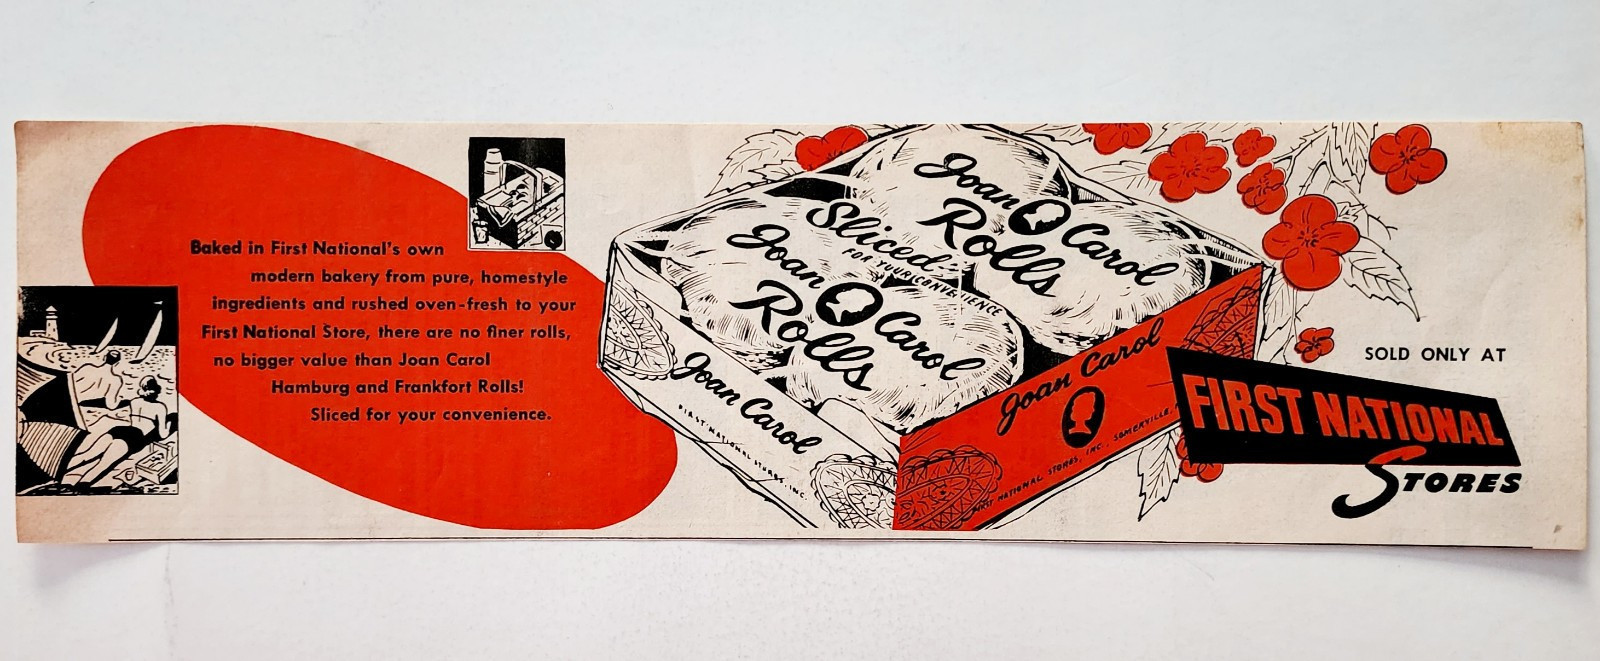 Baked in First National's own
modern bakery from pure, homestyle
ingredients and rushed oven-fresh to your
First National Store, there are no finer rolls,
no bigger value than Joan Carol
Hamburg and Frankfort Rolls!
Sliced for your convenience.
Joan Carol
Rolls
Sliced
FOR YOUR CONVENIENCE
Joan Carol
Rolls
Joan Carol
FIRST NATIONAL STORES, INC.
Joan Carol
FIRST NATIONAL STORES, INC., SOMERVILLE,
SOLD ONLY AT
FIRST NATIONAL
STORES